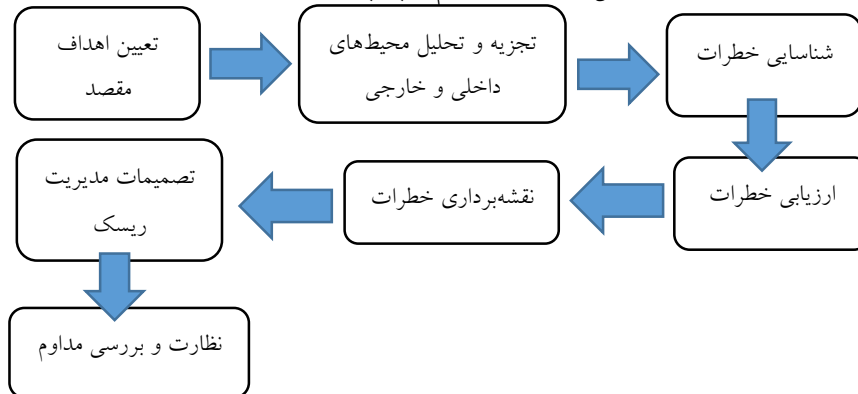 تعیین اهداف
مقصد
تجزیه و تحلیل محیط‌های
داخلی و خارجی
شناسایی خطرات
ارزیابی خطرات
نقشه‌برداری خطرات
تصمیمات مدیریت
ریسک
نظارت و بررسی مداوم